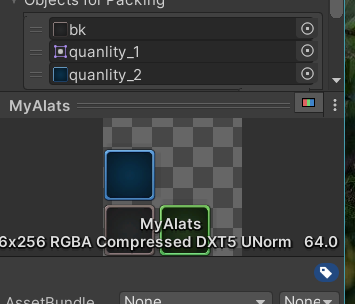 Objects for Packing
bk
quanlity_1
quanlity_2
MyAlats
MyAlats
6x256 RGBA Compressed DXT5 UNorm 64.0
AssetBundle
None
None